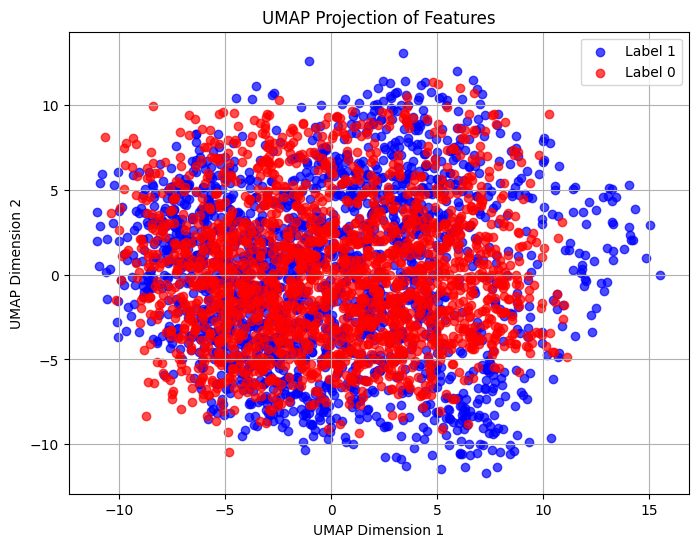 UMAP Projection of Features
Label 1
Label 0
10
5
0
−5
−10
UMAP Dimension 2
−10
−5
0
5
10
15
UMAP Dimension 1